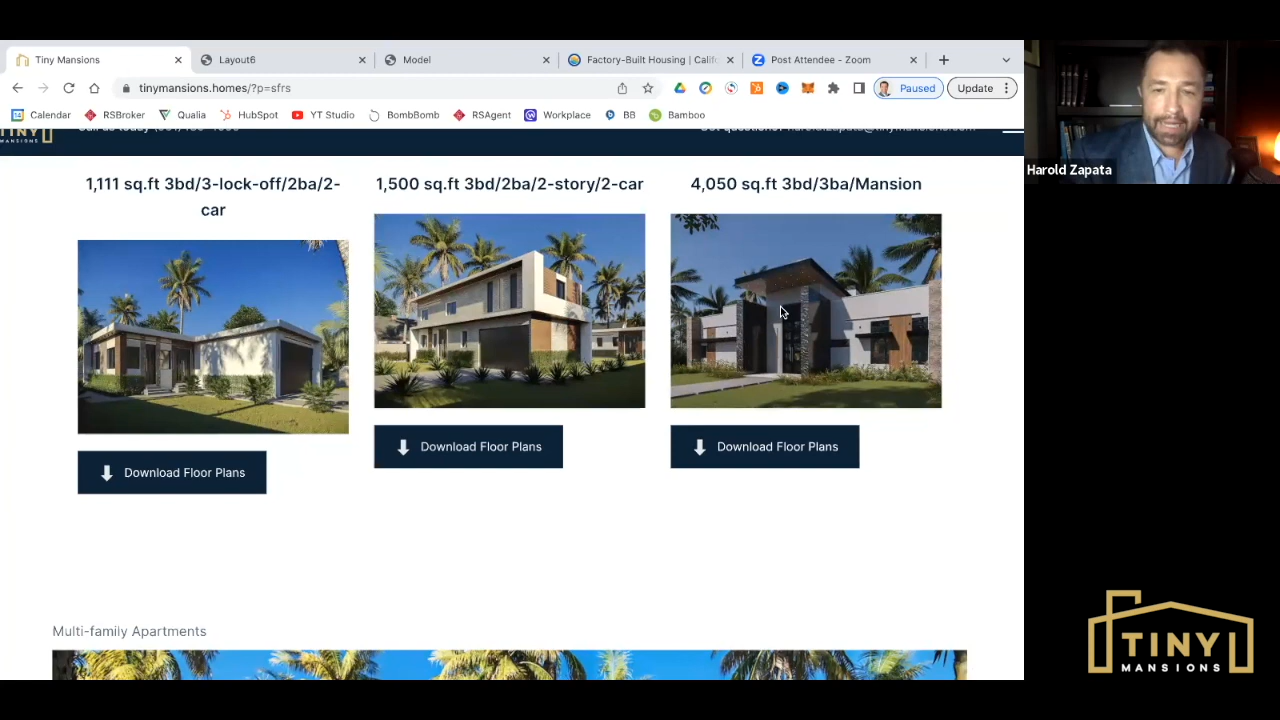 Tiny Mansions
Layout6
Model
Factory-Built Housing | Calif
Post Attendee - Zoom
tinymansions.homes/?p=sfrs
Paused
Update
Calendar
RSBroker
Qualia
HubSpot
YT Studio
BombBomb
RSAgent
Workplace
BB
Bamboo
MANSIONS
1,111 sq.ft 3bd/3-lock-off/2ba/2-
car
1,500 sq.ft 3bd/2ba/2-story/2-car
4,050 sq.ft 3bd/3ba/Mansion
Download Floor Plans
Download Floor Plans
Download Floor Plans
Multi-family Apartments
Harold Zapata
TINY
MANSIONS